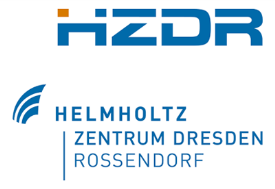 HZDR
HELMHOLTZ
ZENTRUM DRESDEN
ROSSENDORF